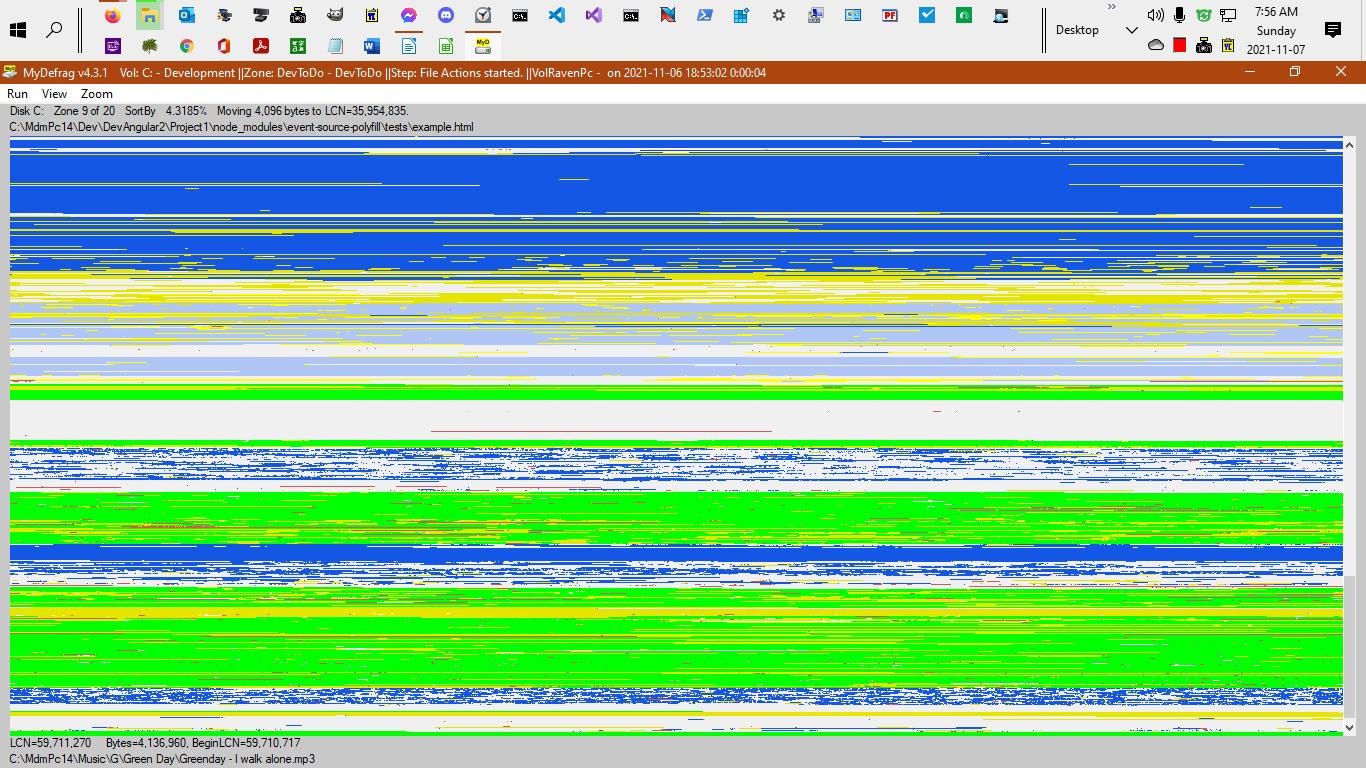 7:56 AM
Desktop
Sunday
2021-11-07
MyDefrag v4.3.1 Vol: C: - Development ||Zone: DevToDo - DevToDo ||Step: File Actions started. ||VolRavenPc - on 2021-11-06 18:53:02 0:00:04
Run View Zoom
Disk C: Zone 9 of 20 SortBy 4.3185% Moving 4,096 bytes to LCN=35,954,835.
C:\MdmPc14\Dev\DevAngular2\Project1\node_modules\event-source-polyfill\tests\example.html
LCN=59,711,270 Bytes=4,136,960, BeginLCN=59,710,717
C:\MdmPc14\Music\G\Green Day\Greenday - I walk alone.mp3